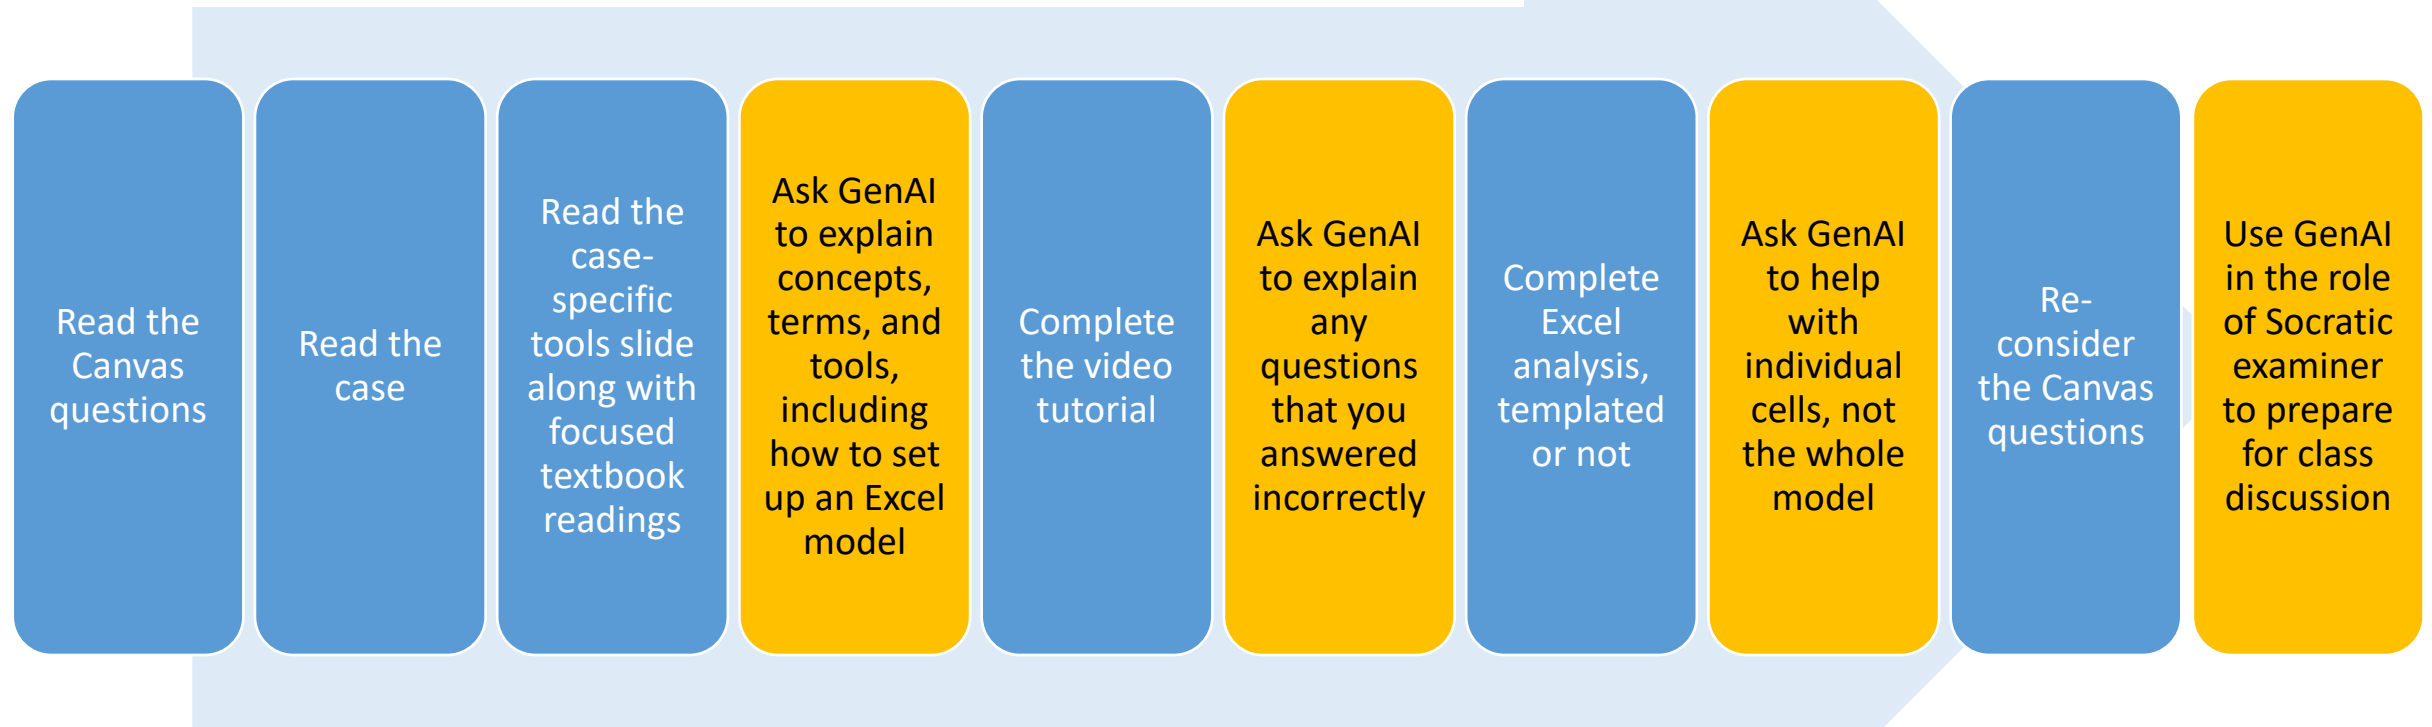 Read the
Canvas
questions
Read the
case
Read the
case-
specific
tools slide
along with
focused
textbook
readings
Ask GenAI
to explain
concepts,
terms, and
tools,
including
how to set
up an Excel
model
Complete
the video
tutorial
Ask GenAI
to explain
any
questions
that you
answered
incorrectly
Complete
Excel
analysis,
templated
or not
Ask GenAI
to help
with
individual
cells, not
the whole
model
Re-
consider
the Canvas
questions
Use GenAI
in the role
of Socratic
examiner
to prepare
for class
discussion